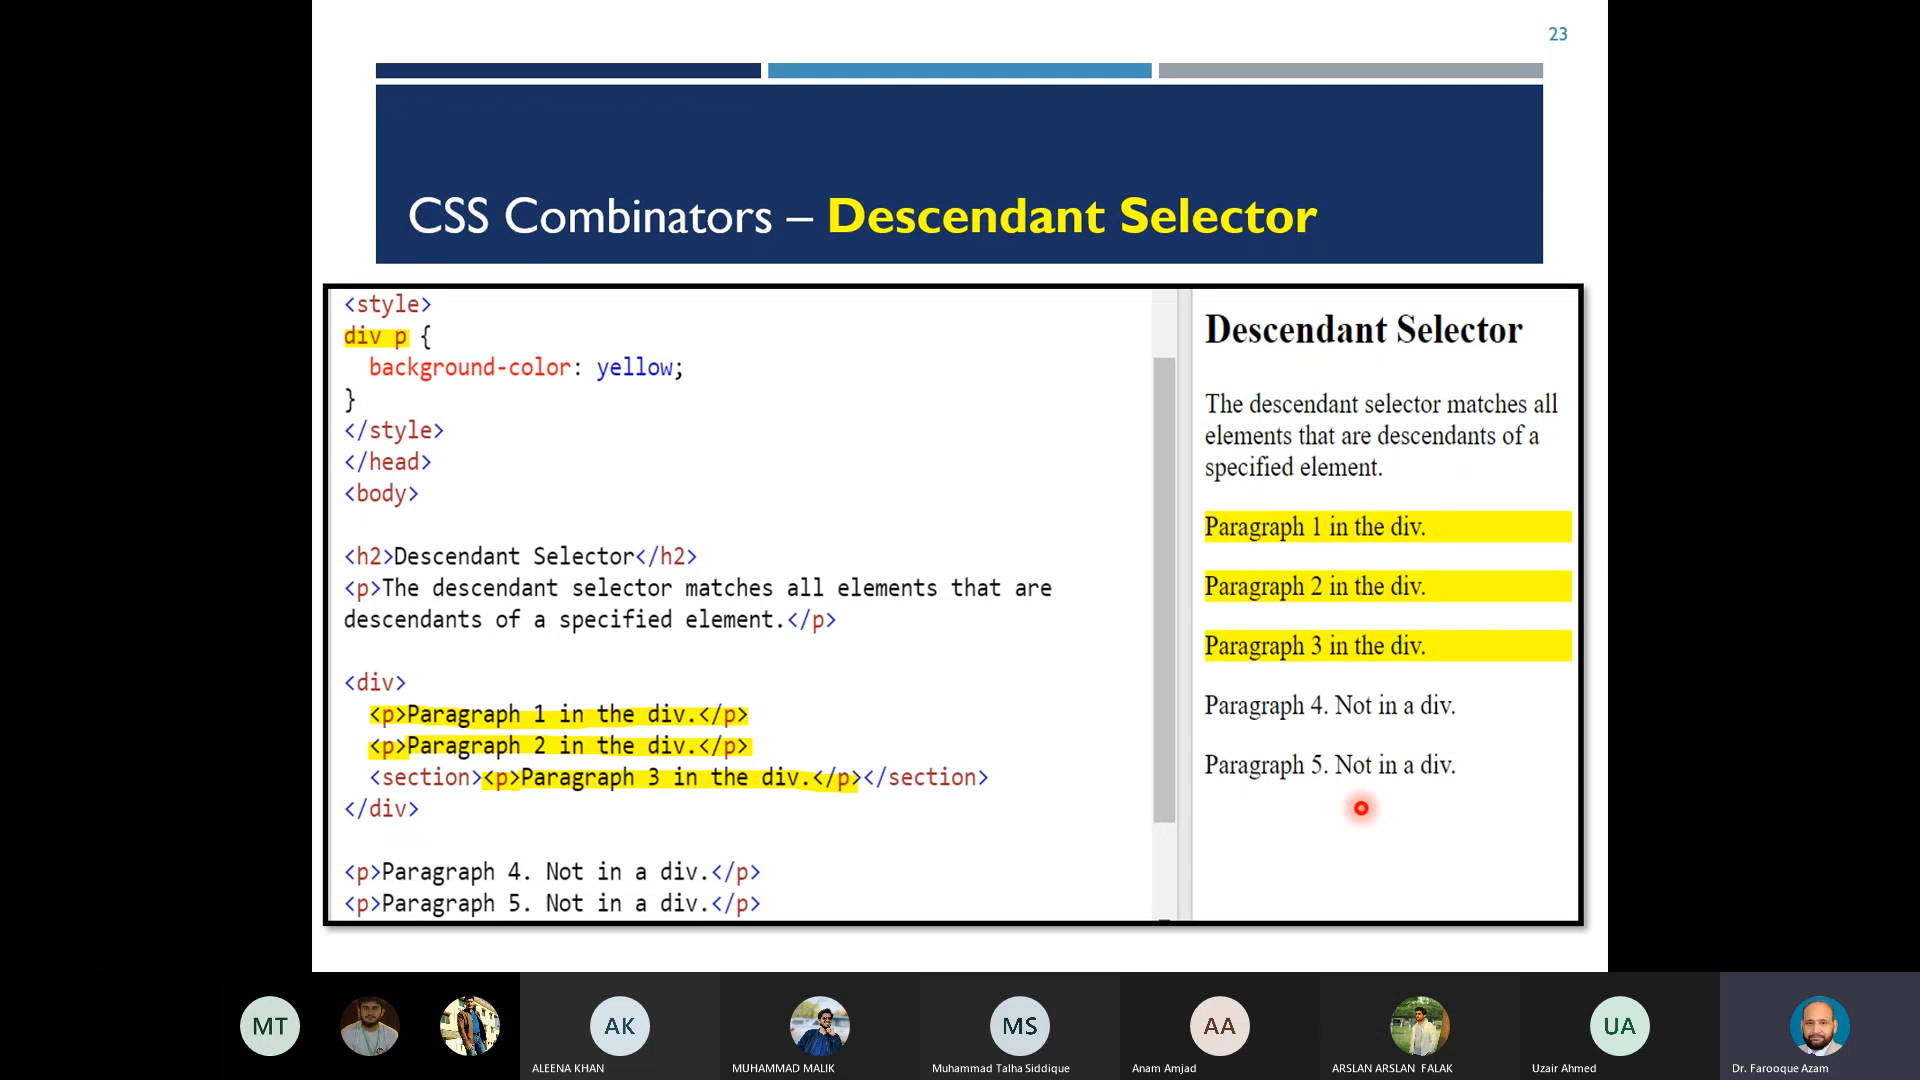 23
CSS Combinators – Descendant Selector
<style>
div p {
  background-color: yellow;
}
</style>
</head>
<body>
<h2>Descendant Selector</h2>
<p>The descendant selector matches all elements that are
descendants of a specified element.</p>
<div>
  <p>Paragraph 1 in the div.</p>
  <p>Paragraph 2 in the div.</p>
  <section><p>Paragraph 3 in the div.</p></section>
</div>
<p>Paragraph 4. Not in a div.</p>
<p>Paragraph 5. Not in a div.</p>
Descendant Selector
The descendant selector matches all
elements that are descendants of a
specified element.
Paragraph 1 in the div.
Paragraph 2 in the div.
Paragraph 3 in the div.
Paragraph 4. Not in a div.
Paragraph 5. Not in a div.
MT
AK
MS
AA
UA
ALEENA KHAN
MUHAMMAD MALIK
Muhammad Talha Siddique
Anam Amjad
ARSLAN ARSLAN FALAK
Uzair Ahmed
Dr. Farooque Azam